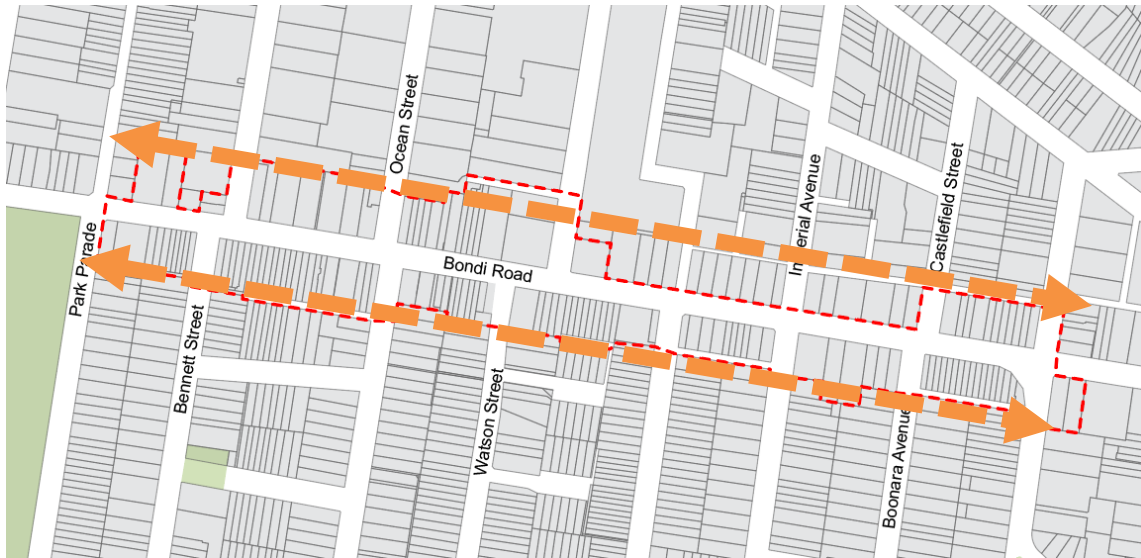 Ocean Street
Imperial Avenue
Castlefield Street
Park Parade
Bondi Road
Bennett Street
Watson Street
Boonara Avenue